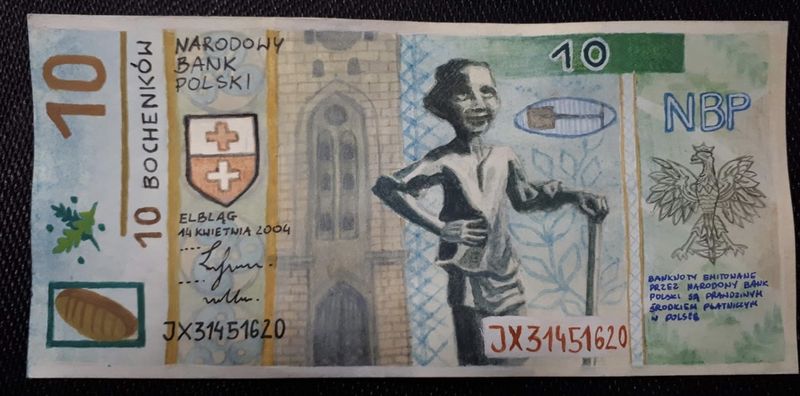 10
10 BOCHENKÓW
NARODOWY
BANK
POLSKI
ELBLĄG
14 KWIETNIA 2004
JX31451620
10
JX31451620
NBP
BANKNOTY EMITOWANE
PRZEZ NARODOWY BANK
POLSKI SĄ PRAWDZIWYM
ŚRODKIEM PŁATNICZYM
W POLSCE